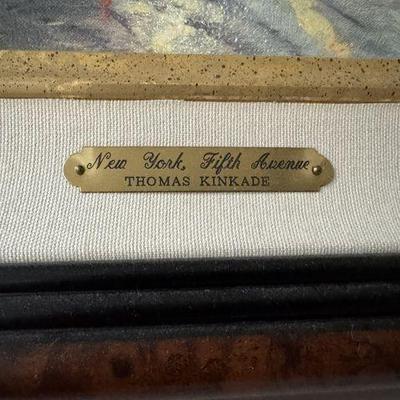 New York, Fifth Avenue
THOMAS KINKADE